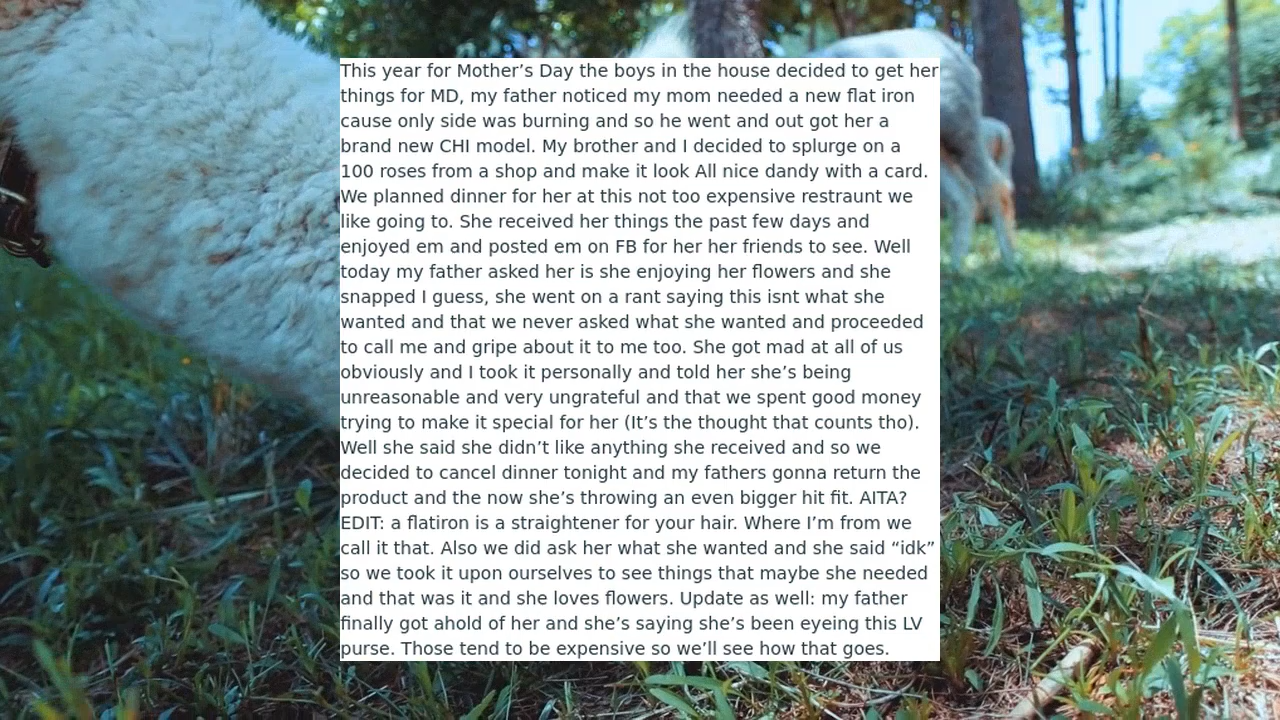 This year for Mother’s Day the boys in the house decided to get her
things for MD, my father noticed my mom needed a new flat iron
cause only side was burning and so he went and out got her a
brand new CHI model. My brother and I decided to splurge on a
100 roses from a shop and make it look All nice dandy with a card.
We planned dinner for her at this not too expensive restraunt we
like going to. She received her things the past few days and
enjoyed em and posted em on FB for her her friends to see. Well
today my father asked her is she enjoying her flowers and she
snapped I guess, she went on a rant saying this isnt what she
wanted and that we never asked what she wanted and proceeded
to call me and gripe about it to me too. She got mad at all of us
obviously and I took it personally and told her she’s being
unreasonable and very ungrateful and that we spent good money
trying to make it special for her (It’s the thought that counts tho).
Well she said she didn’t like anything she received and so we
decided to cancel dinner tonight and my fathers gonna return the
product and the now she’s throwing an even bigger hit fit. AITA?
EDIT: a flatiron is a straightener for your hair. Where I’m from we
call it that. Also we did ask her what she wanted and she said “idk”
so we took it upon ourselves to see things that maybe she needed
and that was it and she loves flowers. Update as well: my father
finally got ahold of her and she’s saying she’s been eyeing this LV
purse. Those tend to be expensive so we’ll see how that goes.